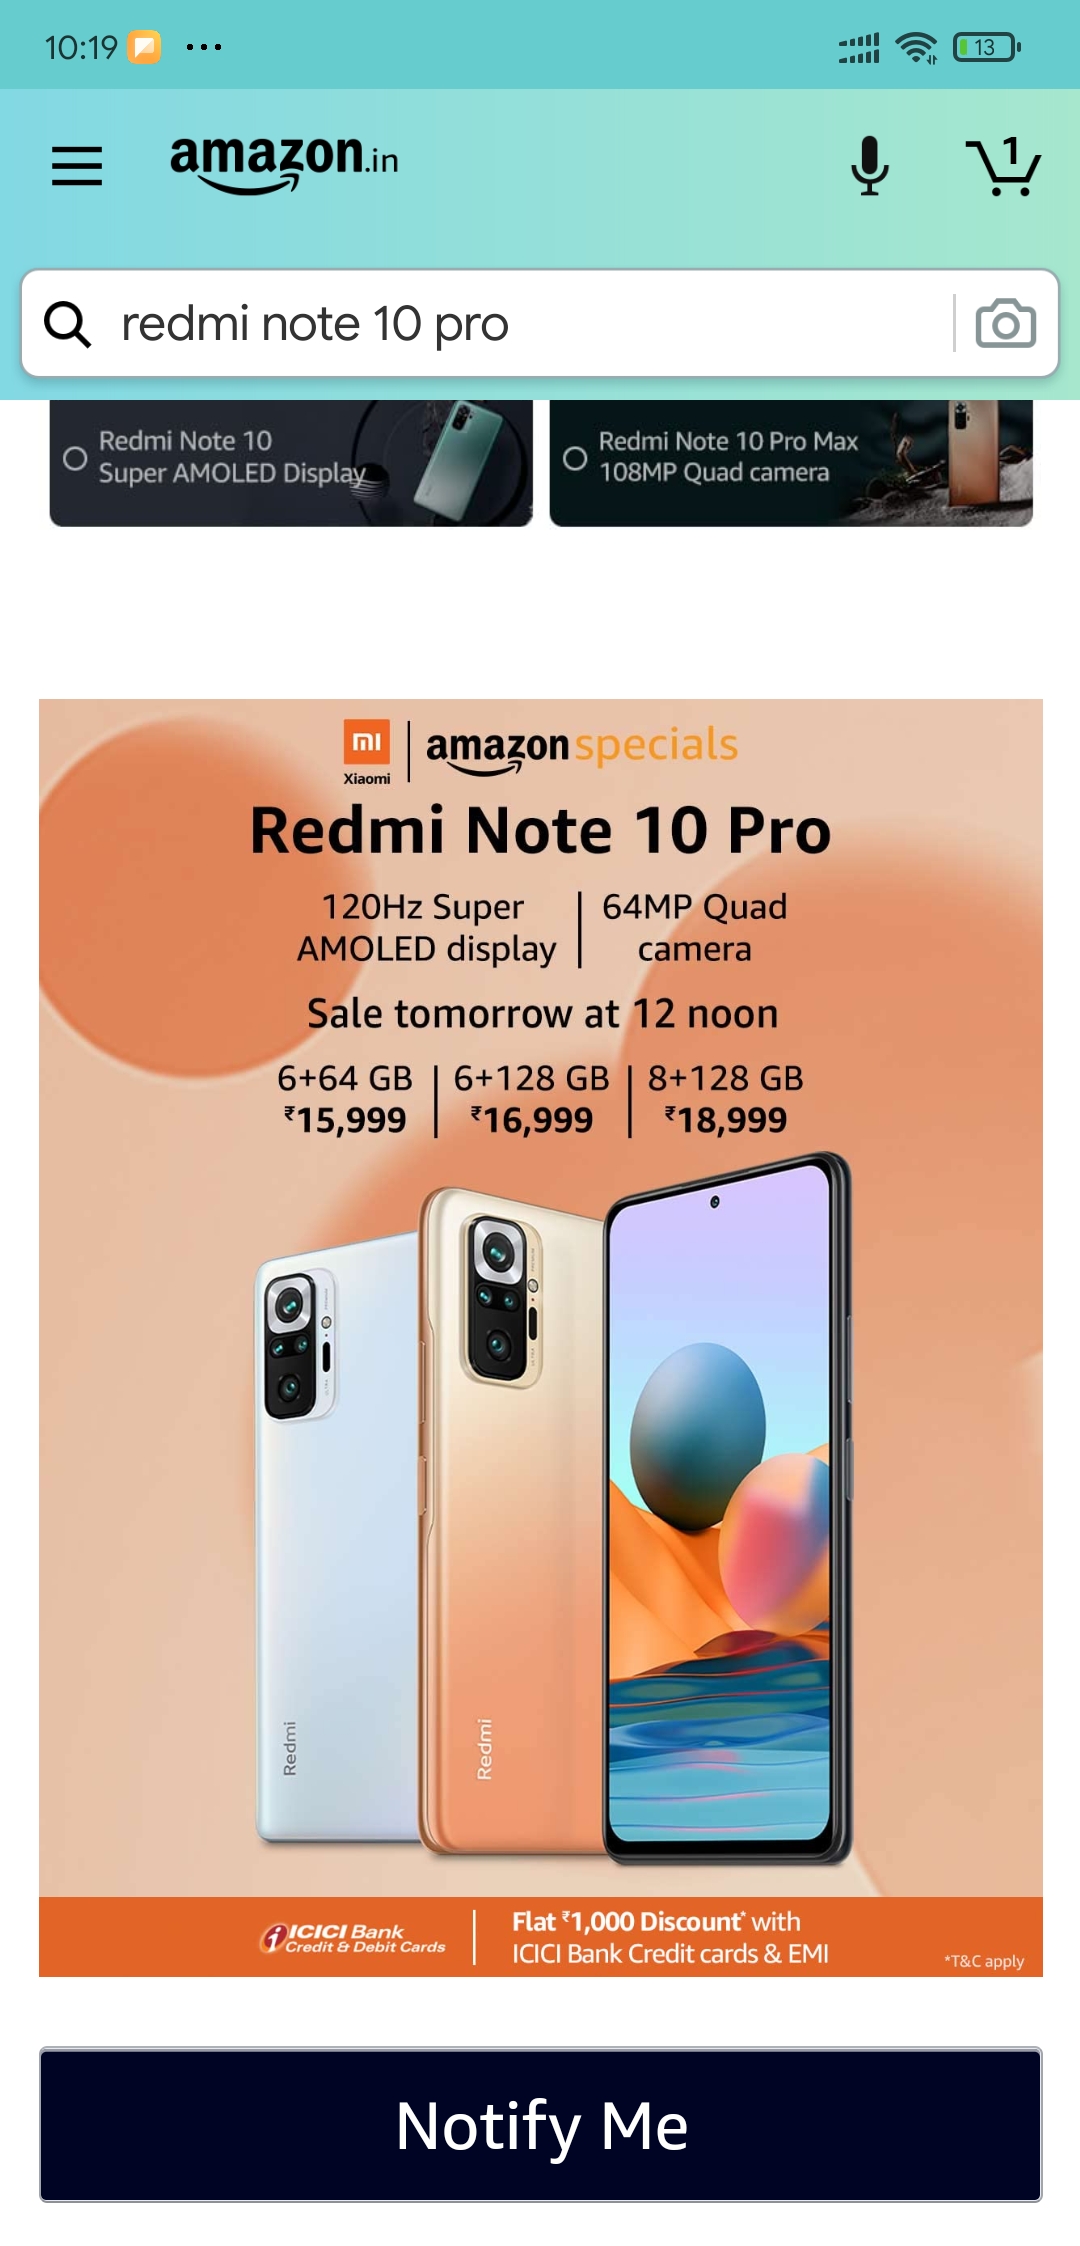 10:19
13
amazon.in
1
redmi note 10 pro
Redmi Note 10
Super AMOLED Display
Redmi Note 10 Pro Max
108MP Quad camera
mi
Xiaomi
amazon specials
Redmi Note 10 Pro
120Hz Super
AMOLED display
64MP Quad
camera
Sale tomorrow at 12 noon
6+64 GB
₹15,999
6+128 GB
₹16,999
8+128 GB
₹18,999
Redmi
Redmi
ICICI Bank
Credit & Debit Cards
Flat ₹1,000 Discount* with
ICICI Bank Credit cards & EMI
*T&C apply
Notify Me